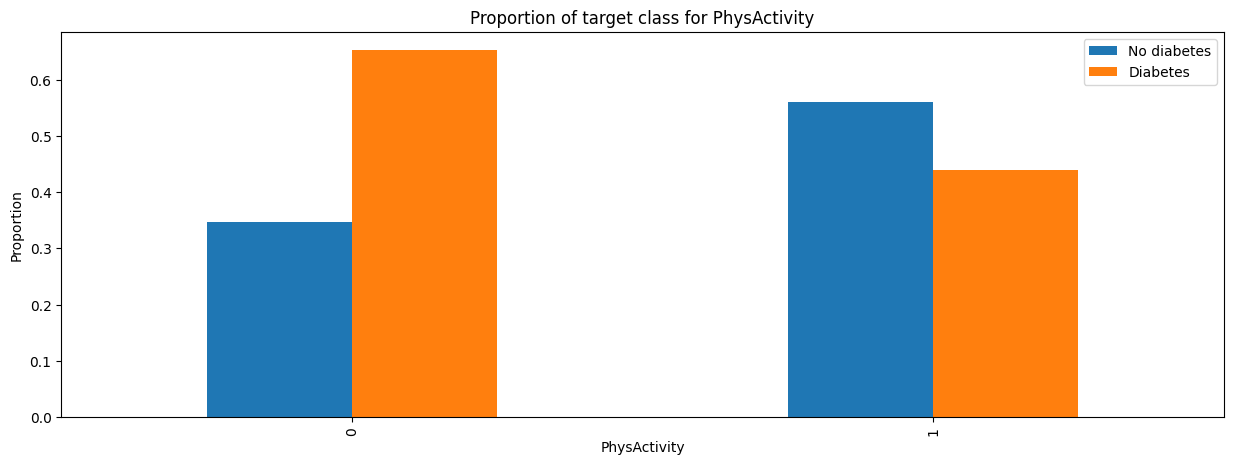 Proportion of target class for PhysActivity
No diabetes
Diabetes
Proportion
0.6
0.5
0.4
0.3
0.2
0.1
0.0
0
1
PhysActivity